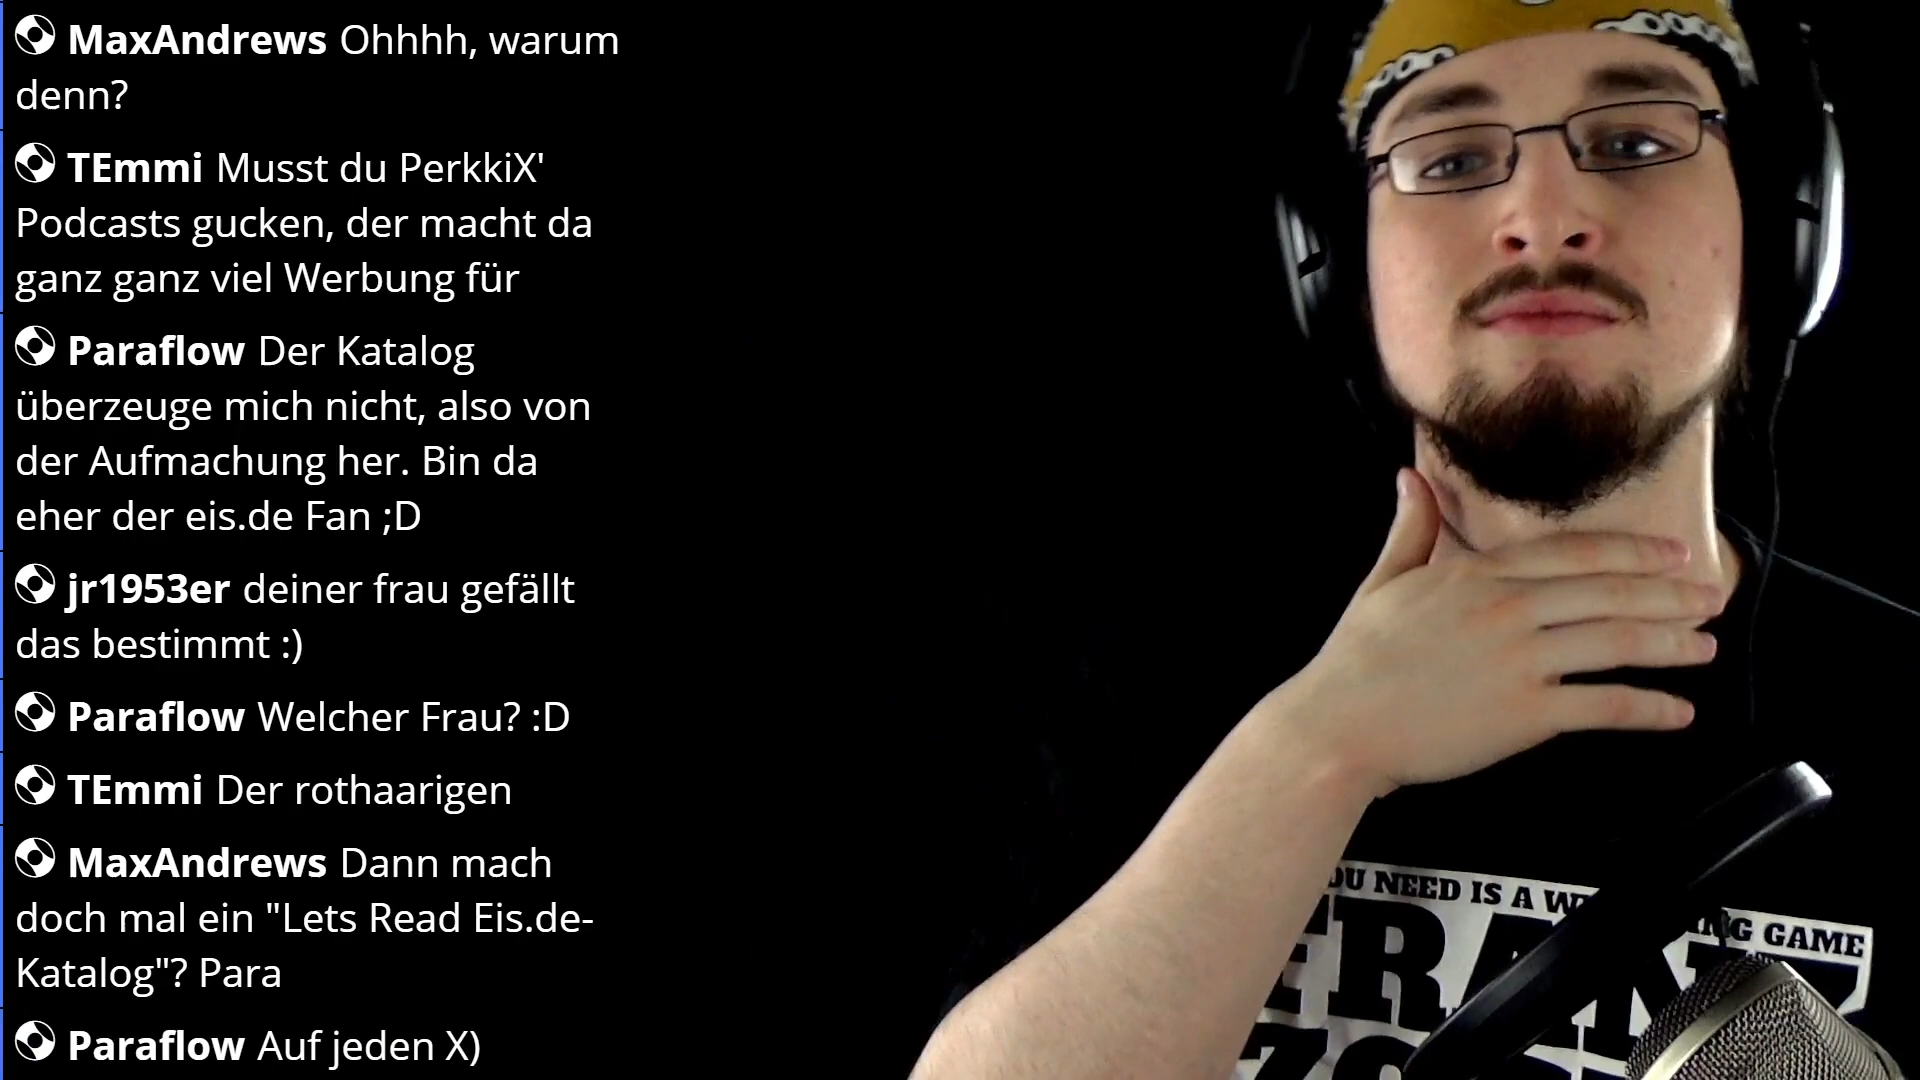 MaxAndrews Ohhhh, warum
denn?
TEmmi Musst du PerkkiX'
Podcasts gucken, der macht da
ganz ganz viel Werbung für
Paraflow Der Katalog
überzeuge mich nicht, also von
der Aufmachung her. Bin da
eher der eis.de Fan ;D
jr1953er deiner frau gefällt
das bestimmt :)
Paraflow Welcher Frau? :D
TEmmi Der rothaarigen
MaxAndrews Dann mach
doch mal ein "Lets Read Eis.de-
Katalog"? Para
Paraflow Auf jeden X)
NEED IS A
GAME